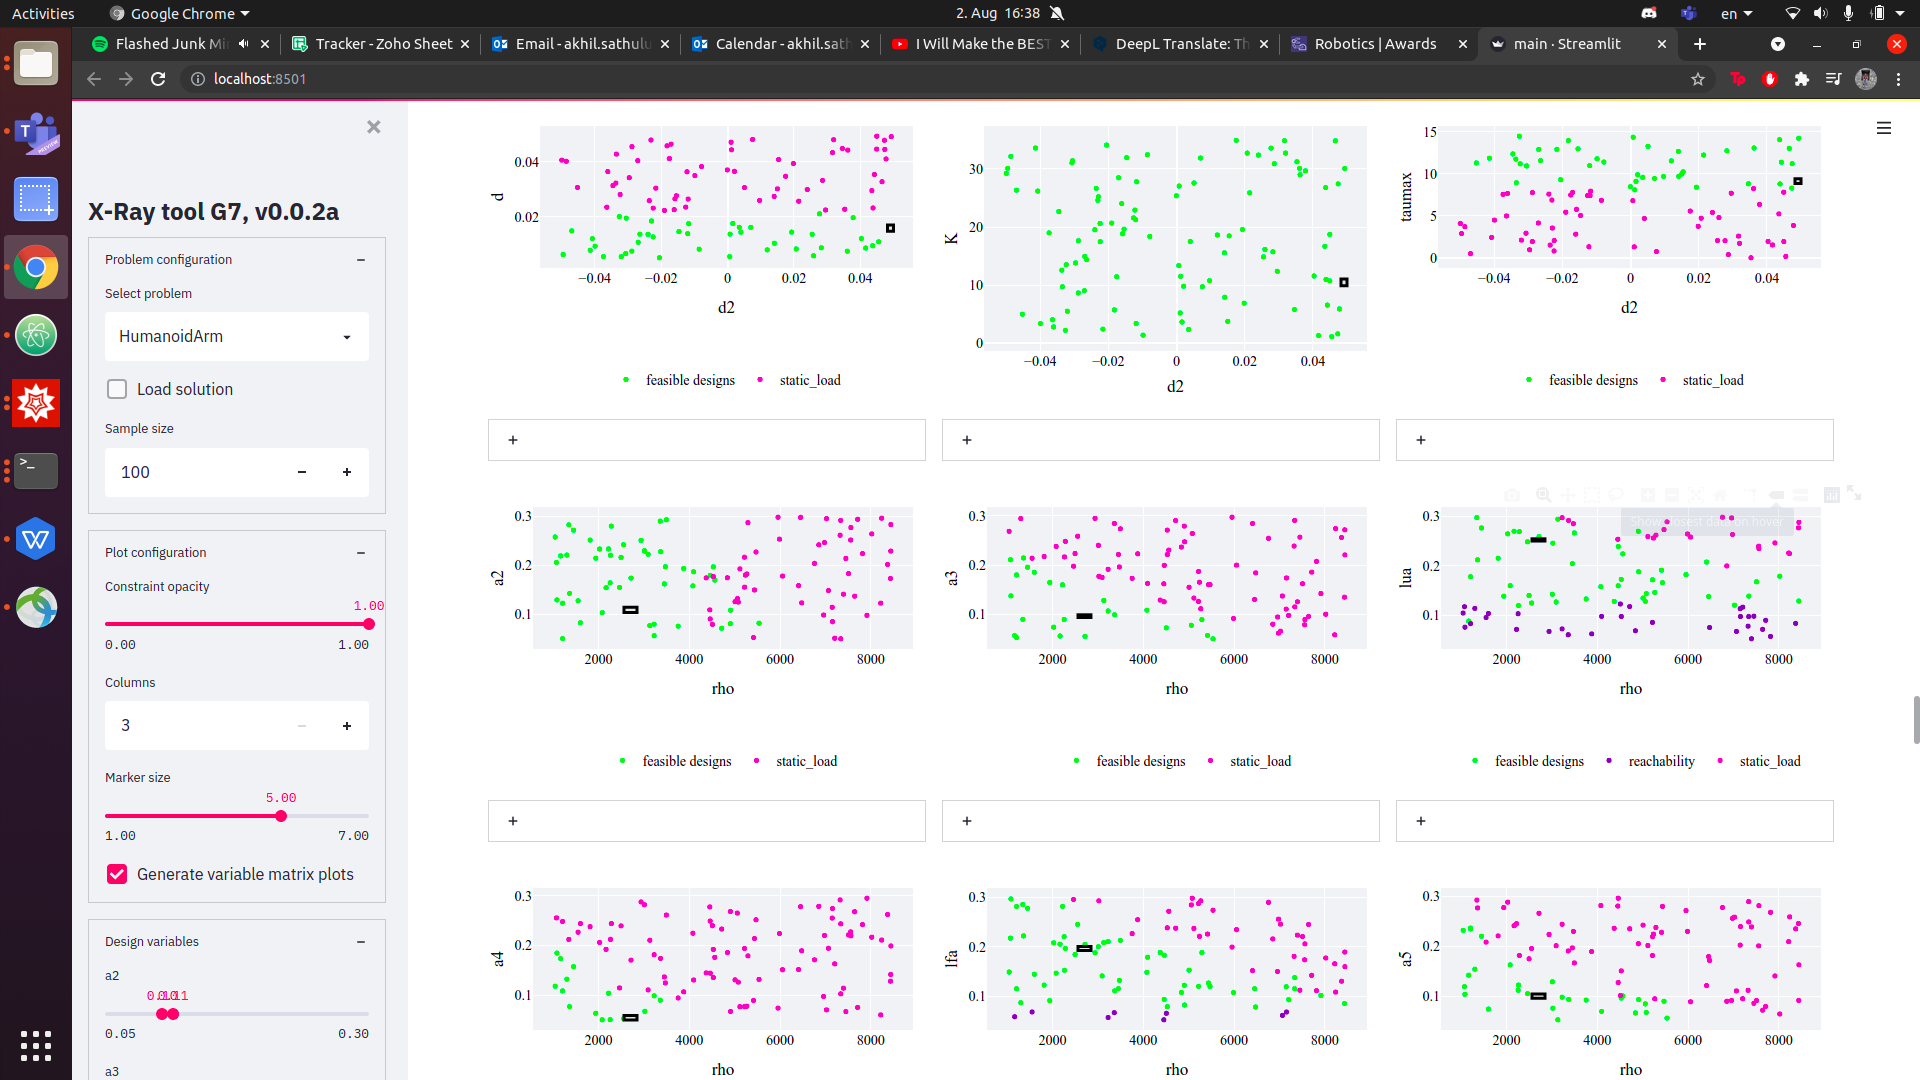 Activities
Google Chrome
2. Aug 16:38
en
Flashed Junk Mi
Tracker - Zoho Sheet
Email - akhil.sathulu
Calendar - akhil.sath
I Will Make the BEST
DeepL Translate: Th
Robotics | Awards
main · Streamlit
localhost:8501
X-Ray tool G7, v0.0.2a
Problem configuration
Select problem
HumanoidArm
Load solution
Sample size
100
Plot configuration
Constraint opacity
1.00
0.00 1.00
Columns
3
Marker size
5.00
1.00 7.00
Generate variable matrix plots
Design variables
a2
0.05 0.30
a3
d
0.04
0.02
−0.04 −0.02 0 0.02 0.04
d2
feasible designs static_load
K
30
20
10
0
−0.04 −0.02 0 0.02 0.04
d2
taumax
15
10
5
0
−0.04 −0.02 0 0.02 0.04
d2
feasible designs static_load
+
+
+
a2
0.3
0.2
0.1
2000 4000 6000 8000
rho
feasible designs static_load
a3
0.3
0.2
0.1
2000 4000 6000 8000
rho
feasible designs static_load
Show closest data on hover
lua
0.3
0.2
0.1
2000 4000 6000 8000
rho
feasible designs reachability static_load
+
+
+
a4
0.3
0.2
0.1
2000 4000 6000 8000
rho
lfa
0.3
0.2
0.1
2000 4000 6000 8000
rho
a5
0.3
0.2
0.1
2000 4000 6000 8000
rho